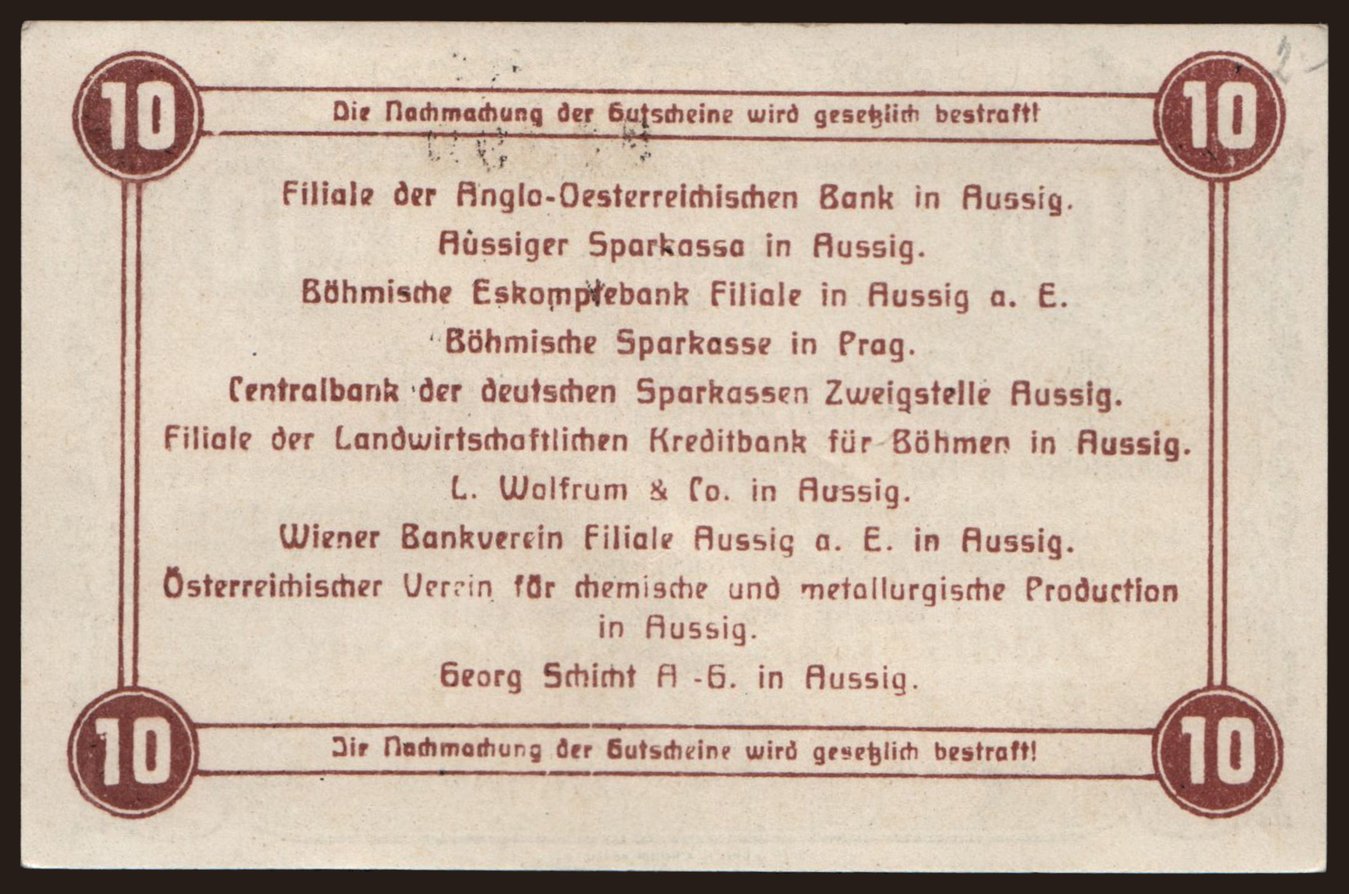 10 Die Nachmachung der Gutscheine wird gesetzlich bestraft! 10
Filiale der Anglo-Oesterreichischen Bank in Aussig.
Aussiger Sparkassa in Aussig.
Böhmische Eskomptebank Filiale in Aussig a. E.
Böhmische Sparkasse in Prag.
Centralbank der deutschen Sparkassen Zweigstelle Aussig.
Filiale der Landwirtschaftlichen Kreditbank für Böhmen in Aussig.
L. Wolfrum & Co. in Aussig.
Wiener Bankverein Filiale Aussig a. E. in Aussig.
Österreichischer Verein för chemische und metallurgische Production
in Aussig.
Georg Schicht A -G. in Aussig.
10 Die Nachmachung der Gutscheine wird gesetzlich bestraft! 10